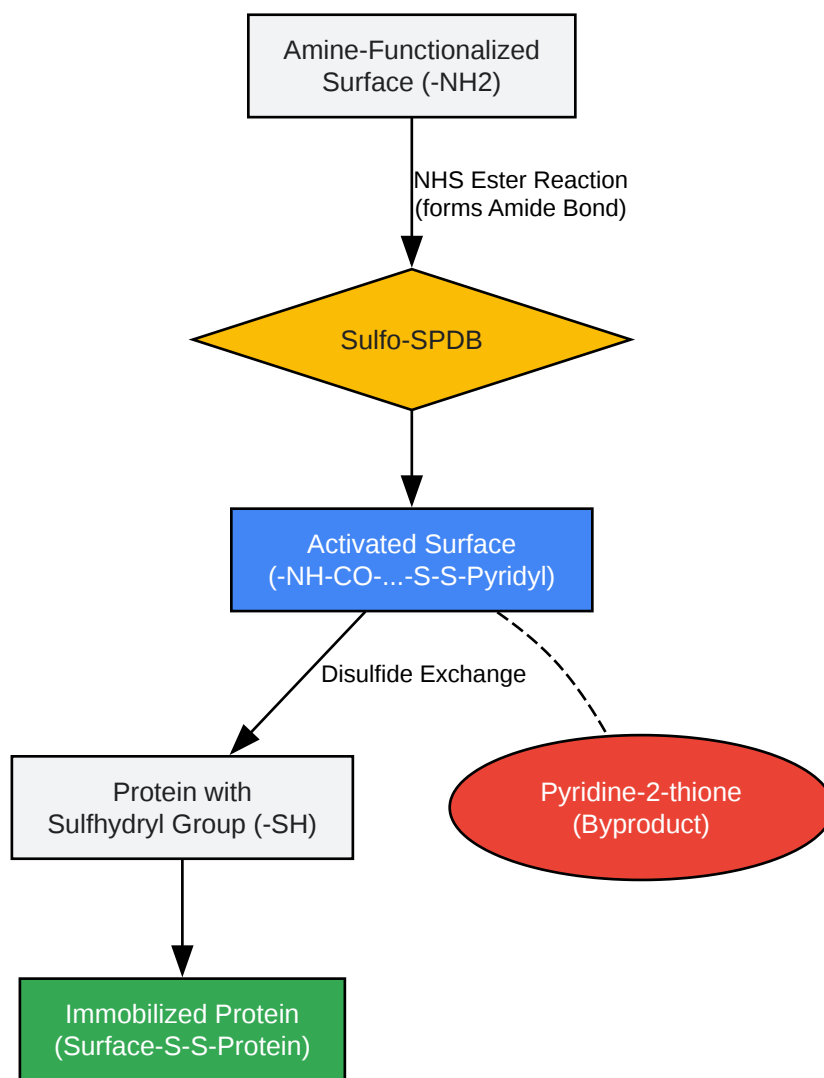 Amine-Functionalized
Surface (-NH2)
NHS Ester Reaction
(forms Amide Bond)
Sulfo-SPDB
Activated Surface
(-NH-CO-...-S-S-Pyridyl)
Disulfide Exchange
Protein with
Sulfhydryl Group (-SH)
Pyridine-2-thione
(Byproduct)
Immobilized Protein
(Surface-S-S-Protein)